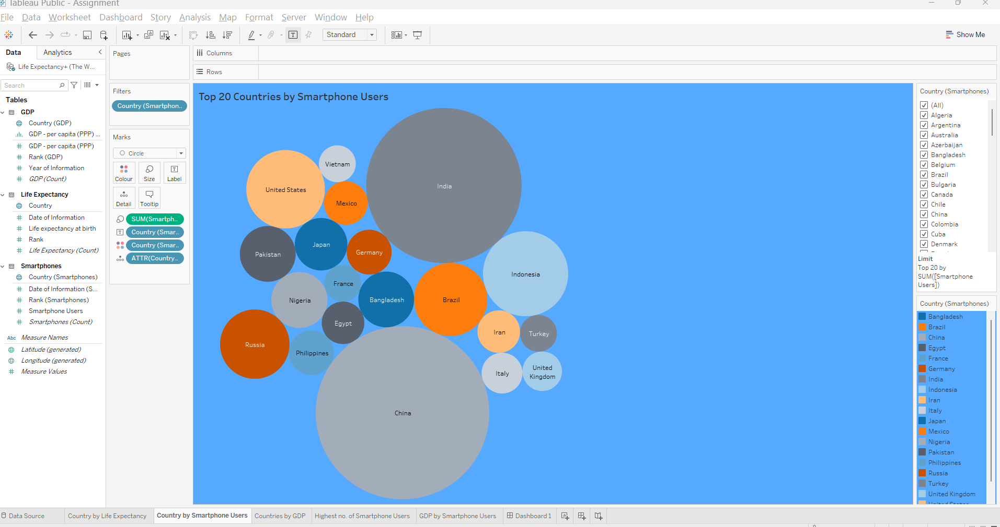 Tableau Public - Assignment
File Data Worksheet Dashboard Story Analysis Map Format Server Window Help
Standard
Show Me
Data Analytics
Life Expectancy+ (The W...
Search
Tables
GDP
Country (GDP)
GDP - per capita (PPP) ...
GDP - per capita (PPP)
Rank (GDP)
Year of Information
GDP (Count)
Life Expectancy
Country
Date of Information
Life expectancy at birth
Rank
Life Expectancy (Count)
Smartphones
Country (Smartphones)
Date of Information (S...
Rank (Smartphones)
Smartphone Users
Smartphones (Count)
Abc Measure Names
Latitude (generated)
Longitude (generated)
Measure Values
Pages
Filters
Country (Smartphon..
Marks
Circle
Colour Size Label
Detail Tooltip
SUM(Smartph..
Country (Smar..
Country (Smar..
ATTR(Country..
Columns
Rows
Top 20 Countries by Smartphone Users
Vietnam
India
United States
Mexico
Japan
Pakistan
Germany
Indonesia
France
Nigeria
Bangladesh
Brazil
Egypt
Iran
Turkey
Russia
Philippines
United
Kingdom
Italy
China
Country (Smartphones)
(All)
Algeria
Argentina
Australia
Azerbaijan
Bangladesh
Belgium
Brazil
Bulgaria
Canada
Chile
China
Colombia
Cuba
Denmark
Limit
Top 20 by
SUM([Smartphone
Users])
Country (Smartphones)
Bangladesh
Brazil
China
Egypt
France
Germany
India
Indonesia
Iran
Italy
Japan
Mexico
Nigeria
Pakistan
Philippines
Russia
Turkey
United Kingdom
United States
Data Source Country by Life Expectancy Country by Smartphone Users Countries by GDP Highest no. of Smartphone Users GDP by Smartphone Users Dashboard 1